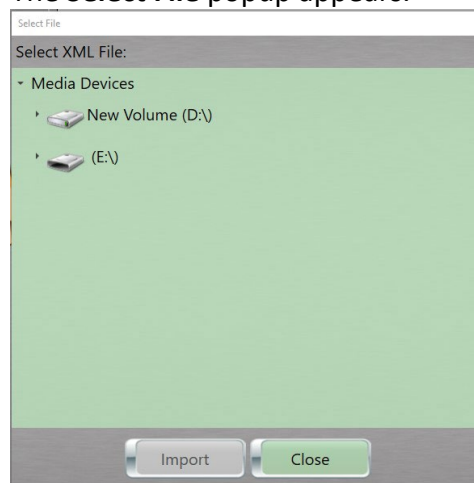 The Select File popup appears.
Select File
Select XML File:
Media Devices
New Volume (D:\)
(E:\)
Import
Close